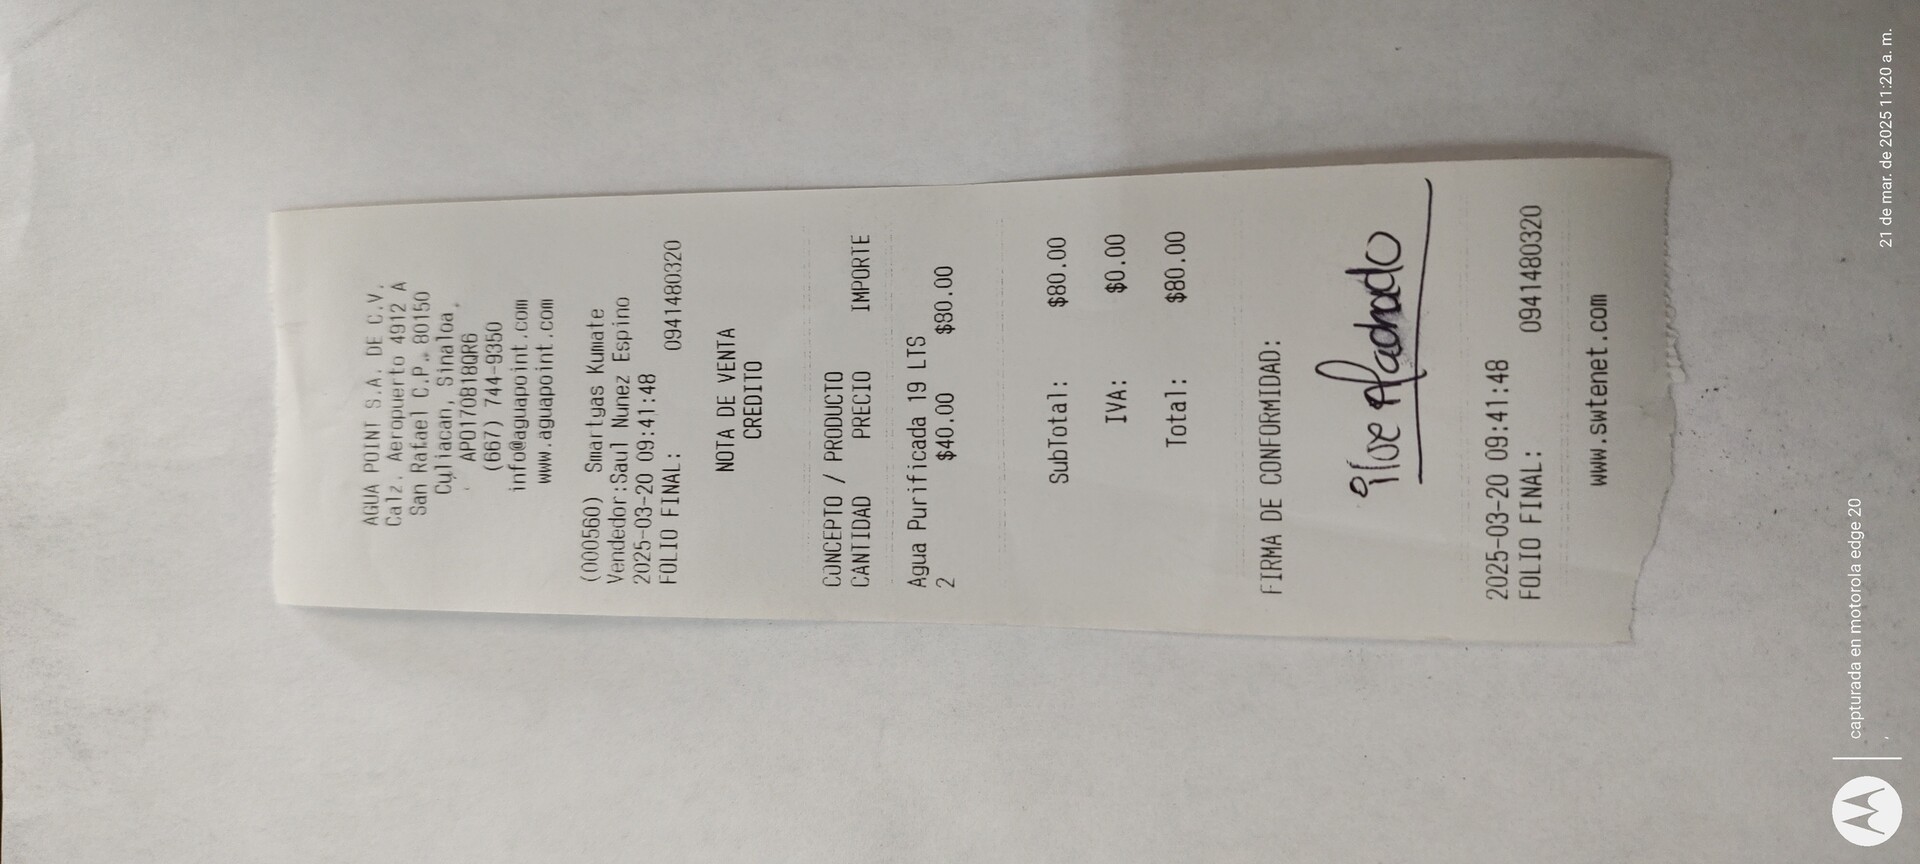 AGUA POINT S.A. DE C.V.
Calz. Aeropuerto 4912 A
San Rafael C.P. 80150
Culiacan, Sinaloa,
APO170818QR6
(667) 744-9350
info@aguapoint.com
www.aguapoint.com
(000560) Smartgas Kumate
Vendedor:Saul Nunez Espino
2025-03-20 09:41:48
FOLIO FINAL: 0941480320
NOTA DE VENTA
CREDITO
CONCEPTO / PRODUCTO
CANTIDAD PRECIO IMPORTE
Agua Purificada 19 LTS
2 $40.00 $80.00
SubTotal: $80.00
IVA: $0.00
Total: $80.00
FIRMA DE CONFORMIDAD:
2025-03-20 09:41:48
FOLIO FINAL: 0941480320
www.swtenet.com
capturada en motorola edge 20
21 de mar. de 2025 11:20 a. m.